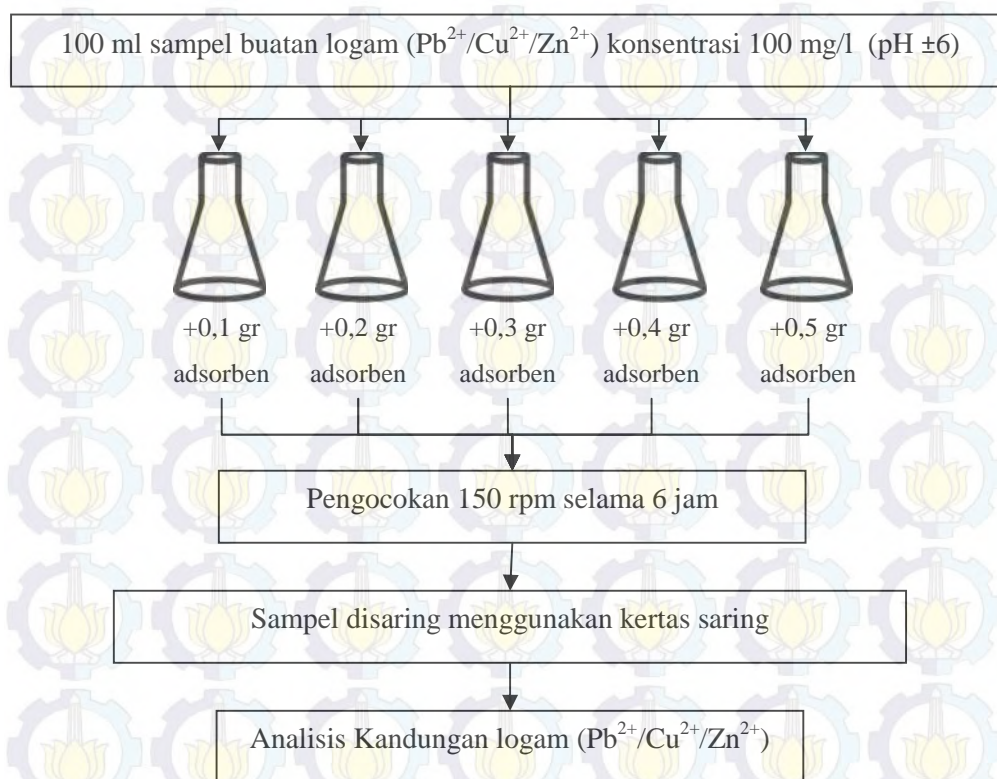 100 ml sampel buatan logam (Pb²⁺/Cu²⁺/Zn²⁺) konsentrasi 100 mg/l (pH ±6)
+0,1 gr adsorben
+0,2 gr adsorben
+0,3 gr adsorben
+0,4 gr adsorben
+0,5 gr adsorben
Pengocokan 150 rpm selama 6 jam
Sampel disaring menggunakan kertas saring
Analisis Kandungan logam (Pb²⁺/Cu²⁺/Zn²⁺)